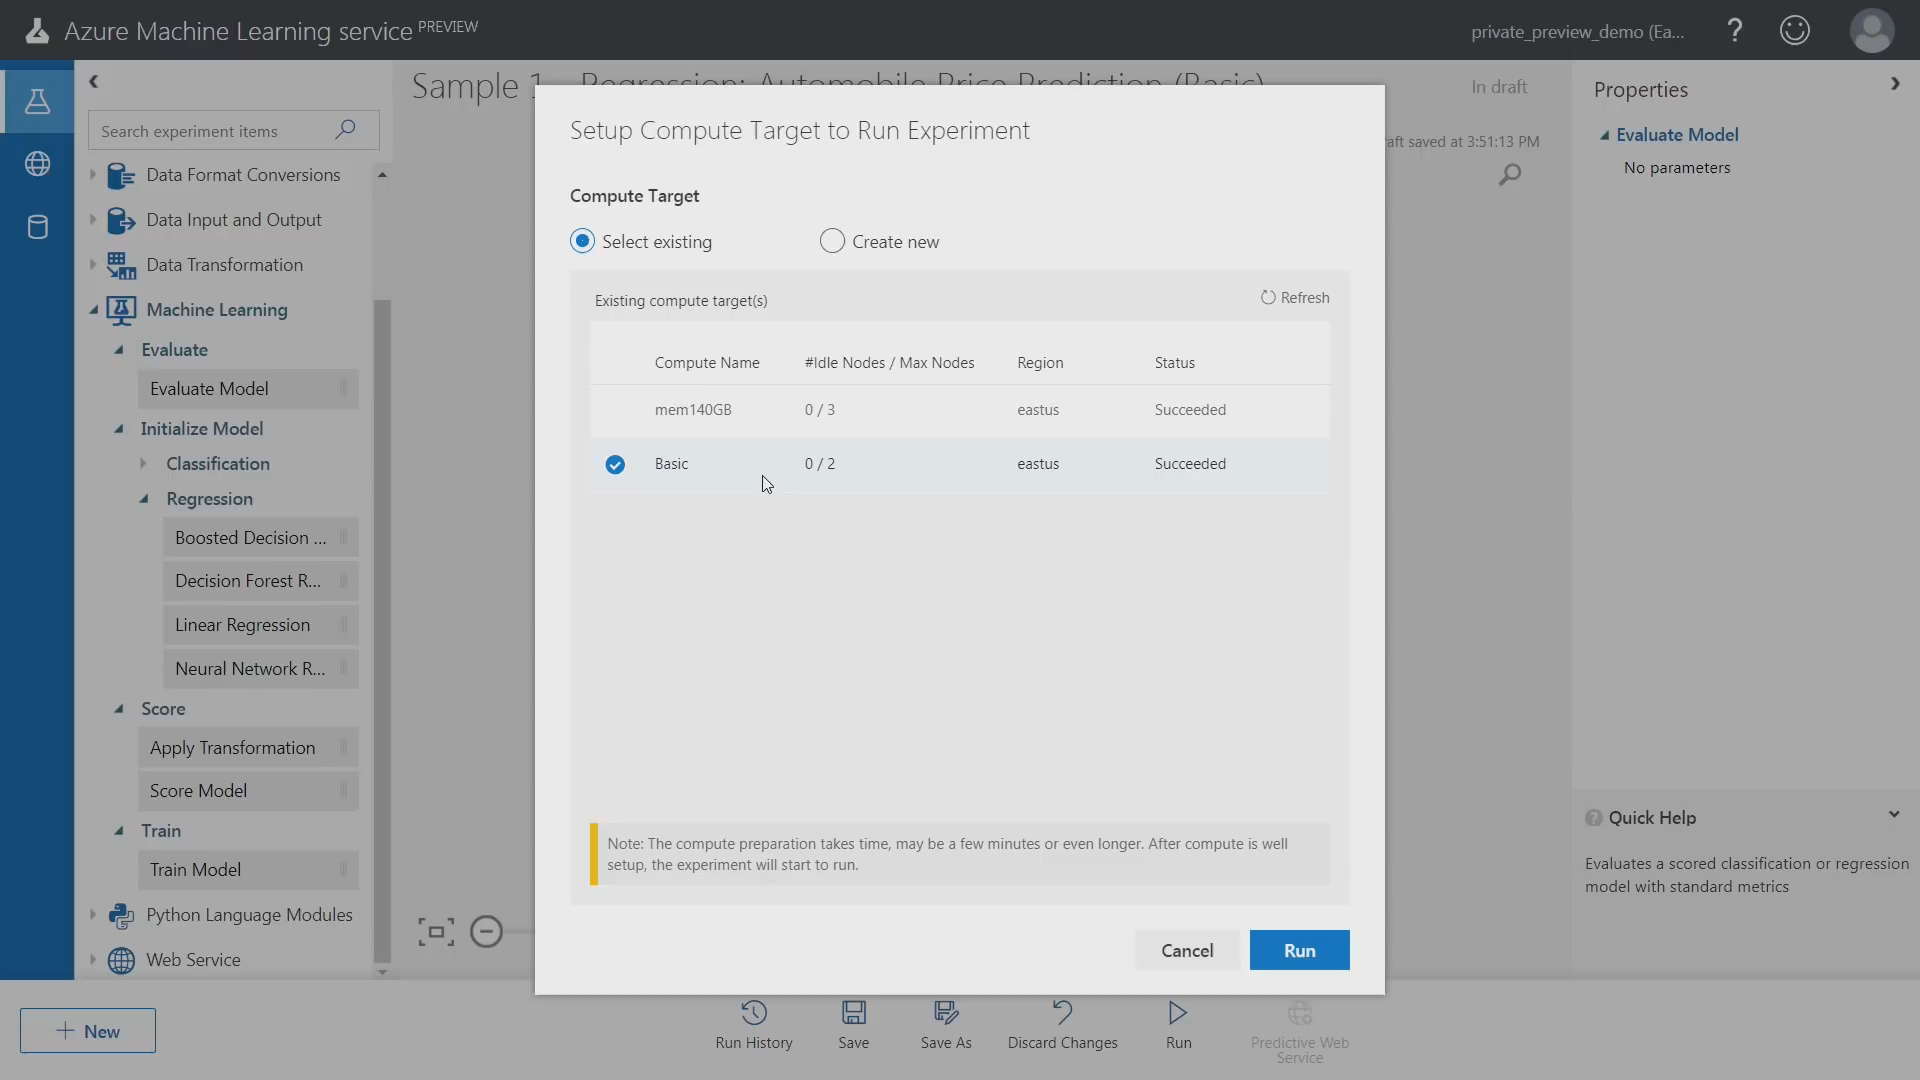 Azure Machine Learning service PREVIEW
private_preview_demo (Ea...
?
Search experiment items
Data Format Conversions
Data Input and Output
Data Transformation
Machine Learning
Evaluate
Evaluate Model
Initialize Model
Classification
Regression
Boosted Decision ...
Decision Forest R...
Linear Regression
Neural Network R...
Score
Apply Transformation
Score Model
Train
Train Model
Python Language Modules
Web Service
Sample 1 - Regression: Automobile Price Prediction (Basic)
In draft
aft saved at 3:51:13 PM
Setup Compute Target to Run Experiment
Compute Target
Select existing Create new
Existing compute target(s) Refresh
Compute Name #Idle Nodes / Max Nodes Region Status
mem140GB 0 / 3 eastus Succeeded
Basic 0 / 2 eastus Succeeded
Note: The compute preparation takes time, may be a few minutes or even longer. After compute is well
setup, the experiment will start to run.
Cancel Run
Properties
Evaluate Model
No parameters
? Quick Help
Evaluates a scored classification or regression
model with standard metrics
+ New
Run History Save Save As Discard Changes Run Predictive Web
Service